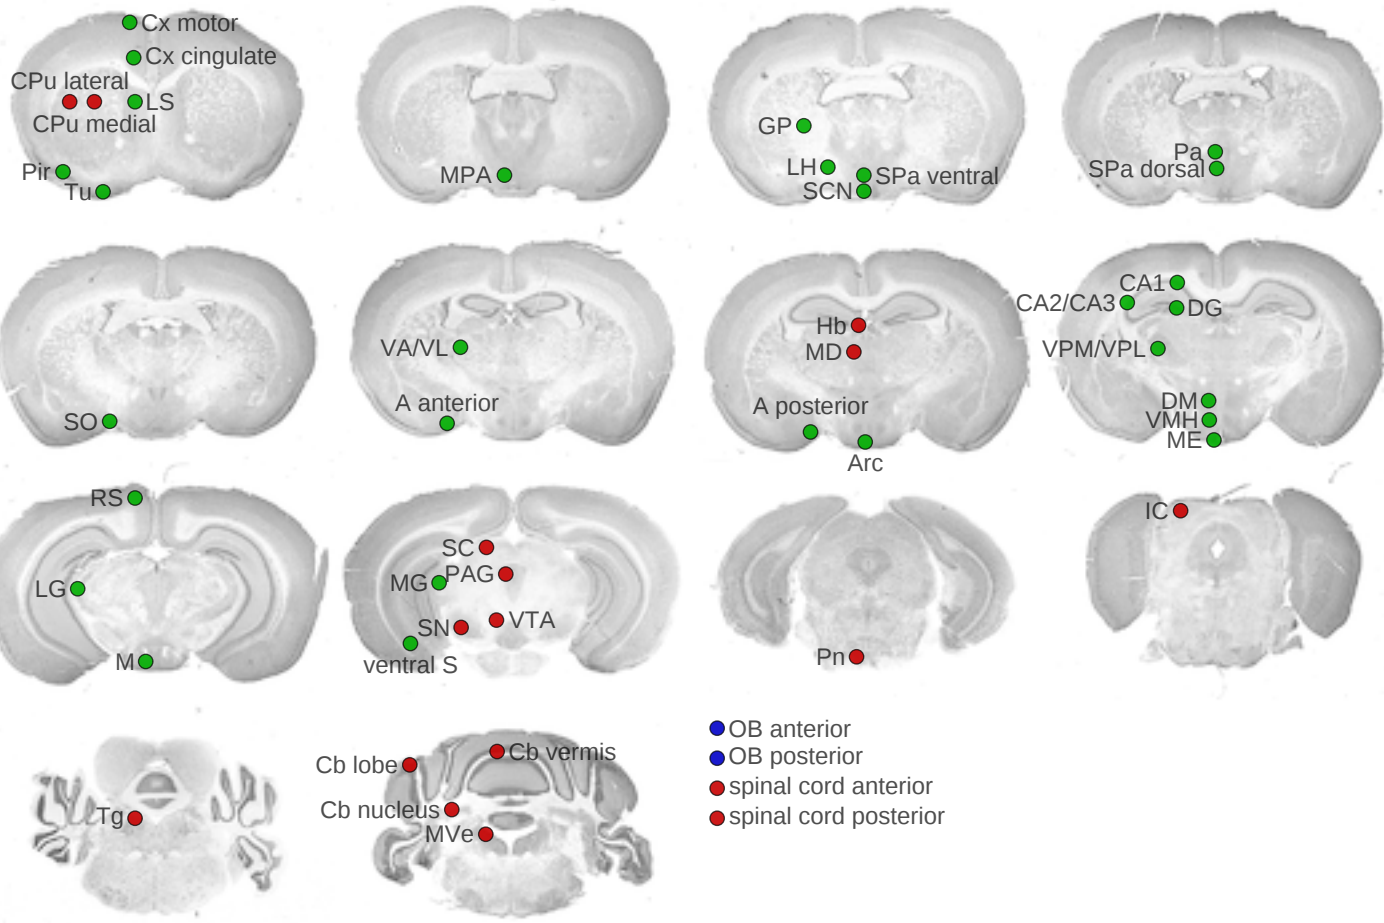 Cx motor
Cx cingulate
CPu lateral
LS
CPu medial
Pir
Tu
MPA
GP
LH
SPa ventral
SCN
Pa
SPa dorsal
SO
VA/VL
A anterior
Hb
MD
A posterior
Arc
CA1
CA2/CA3
DG
VPM/VPL
DM
VMH
ME
RS
LG
M
SC
MG
PAG
SN
VTA
ventral S
Pn
IC
Tg
Cb lobe
Cb vermis
Cb nucleus
MVe
OB anterior
OB posterior
spinal cord anterior
spinal cord posterior